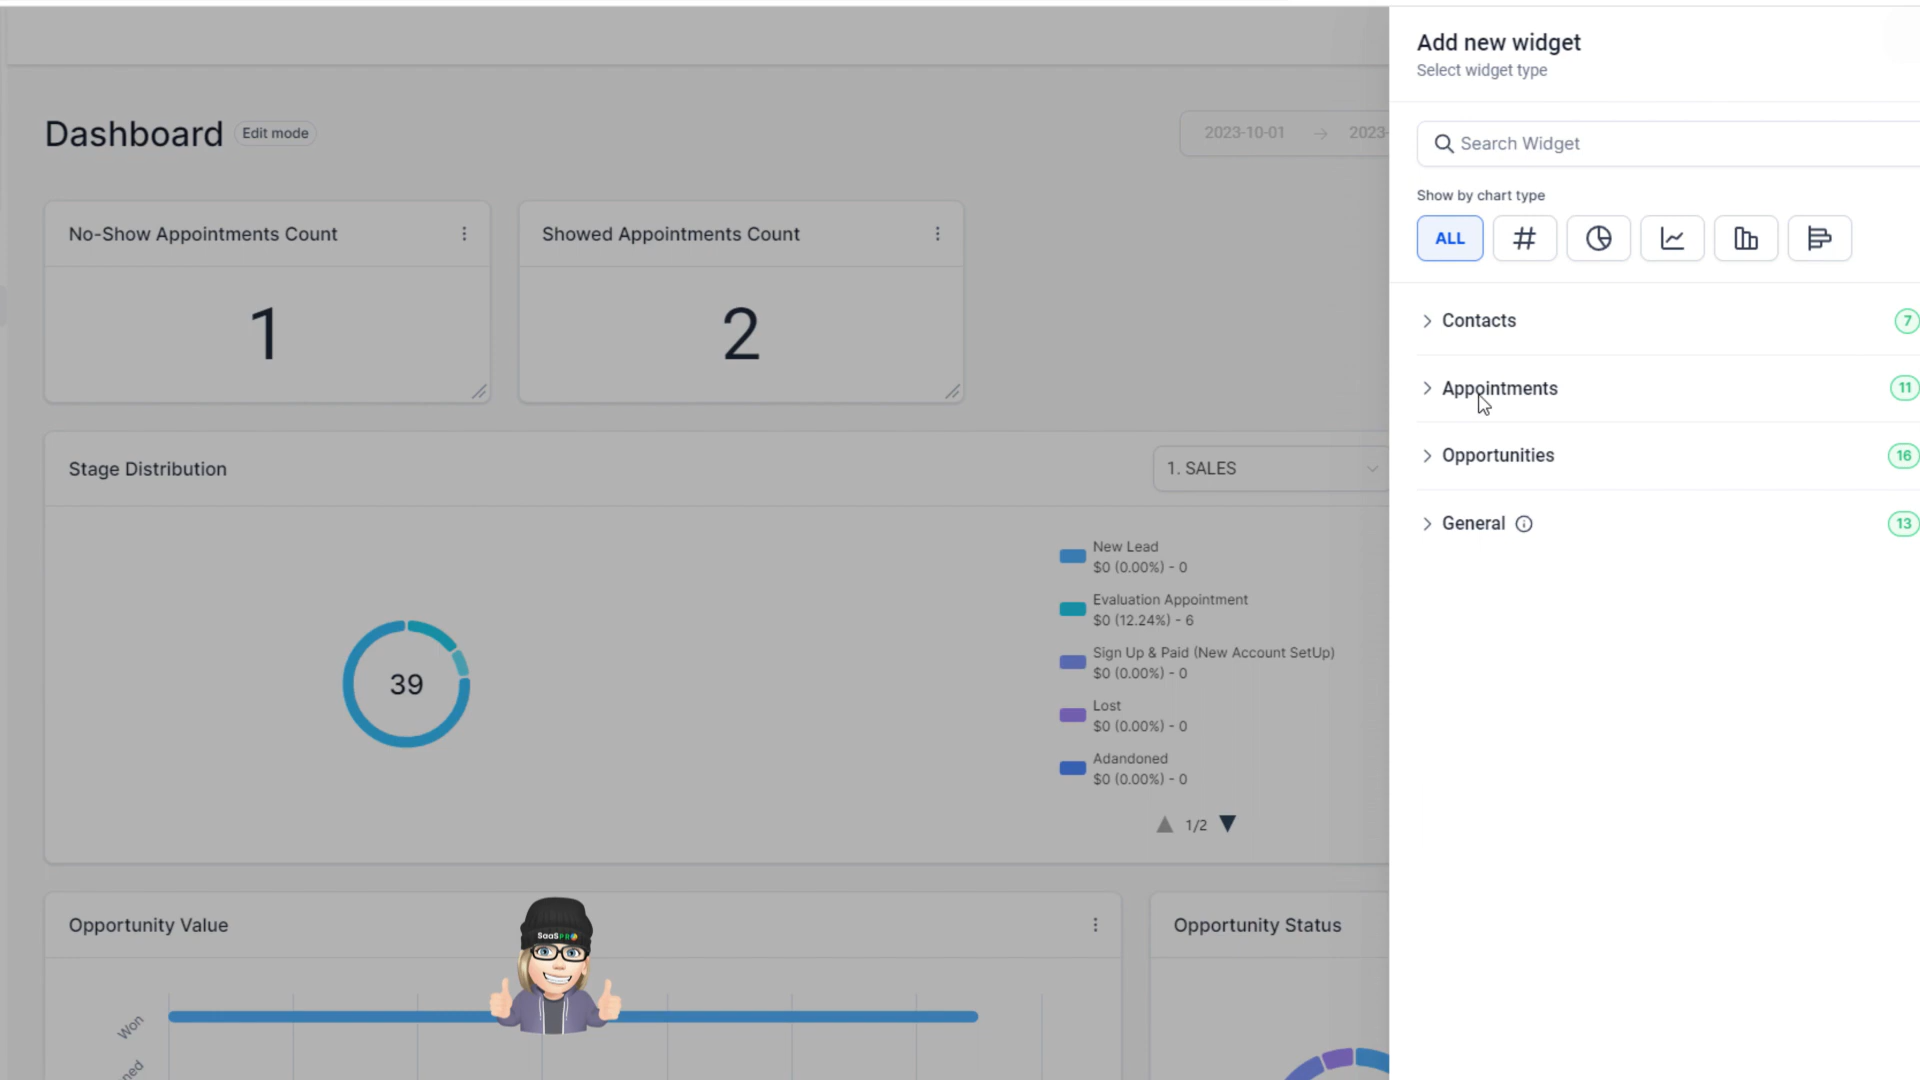 Add new widget
Select widget type
Dashboard
Edit mode
2023-10-01
2023-
Search Widget
Show by chart type
ALL
No-Show Appointments Count
Showed Appointments Count
1
2
Contacts
7
Appointments
11
Opportunities
16
General
13
Stage Distribution
1. SALES
39
New Lead
$0 (0.00%) - 0
Evaluation Appointment
$0 (12.24%) - 6
Sign Up & Paid (New Account SetUp)
$0 (0.00%) - 0
Lost
$0 (0.00%) - 0
Adandoned
$0 (0.00%) - 0
1/2
Opportunity Value
Opportunity Status
SaaSPRO
Won
ned